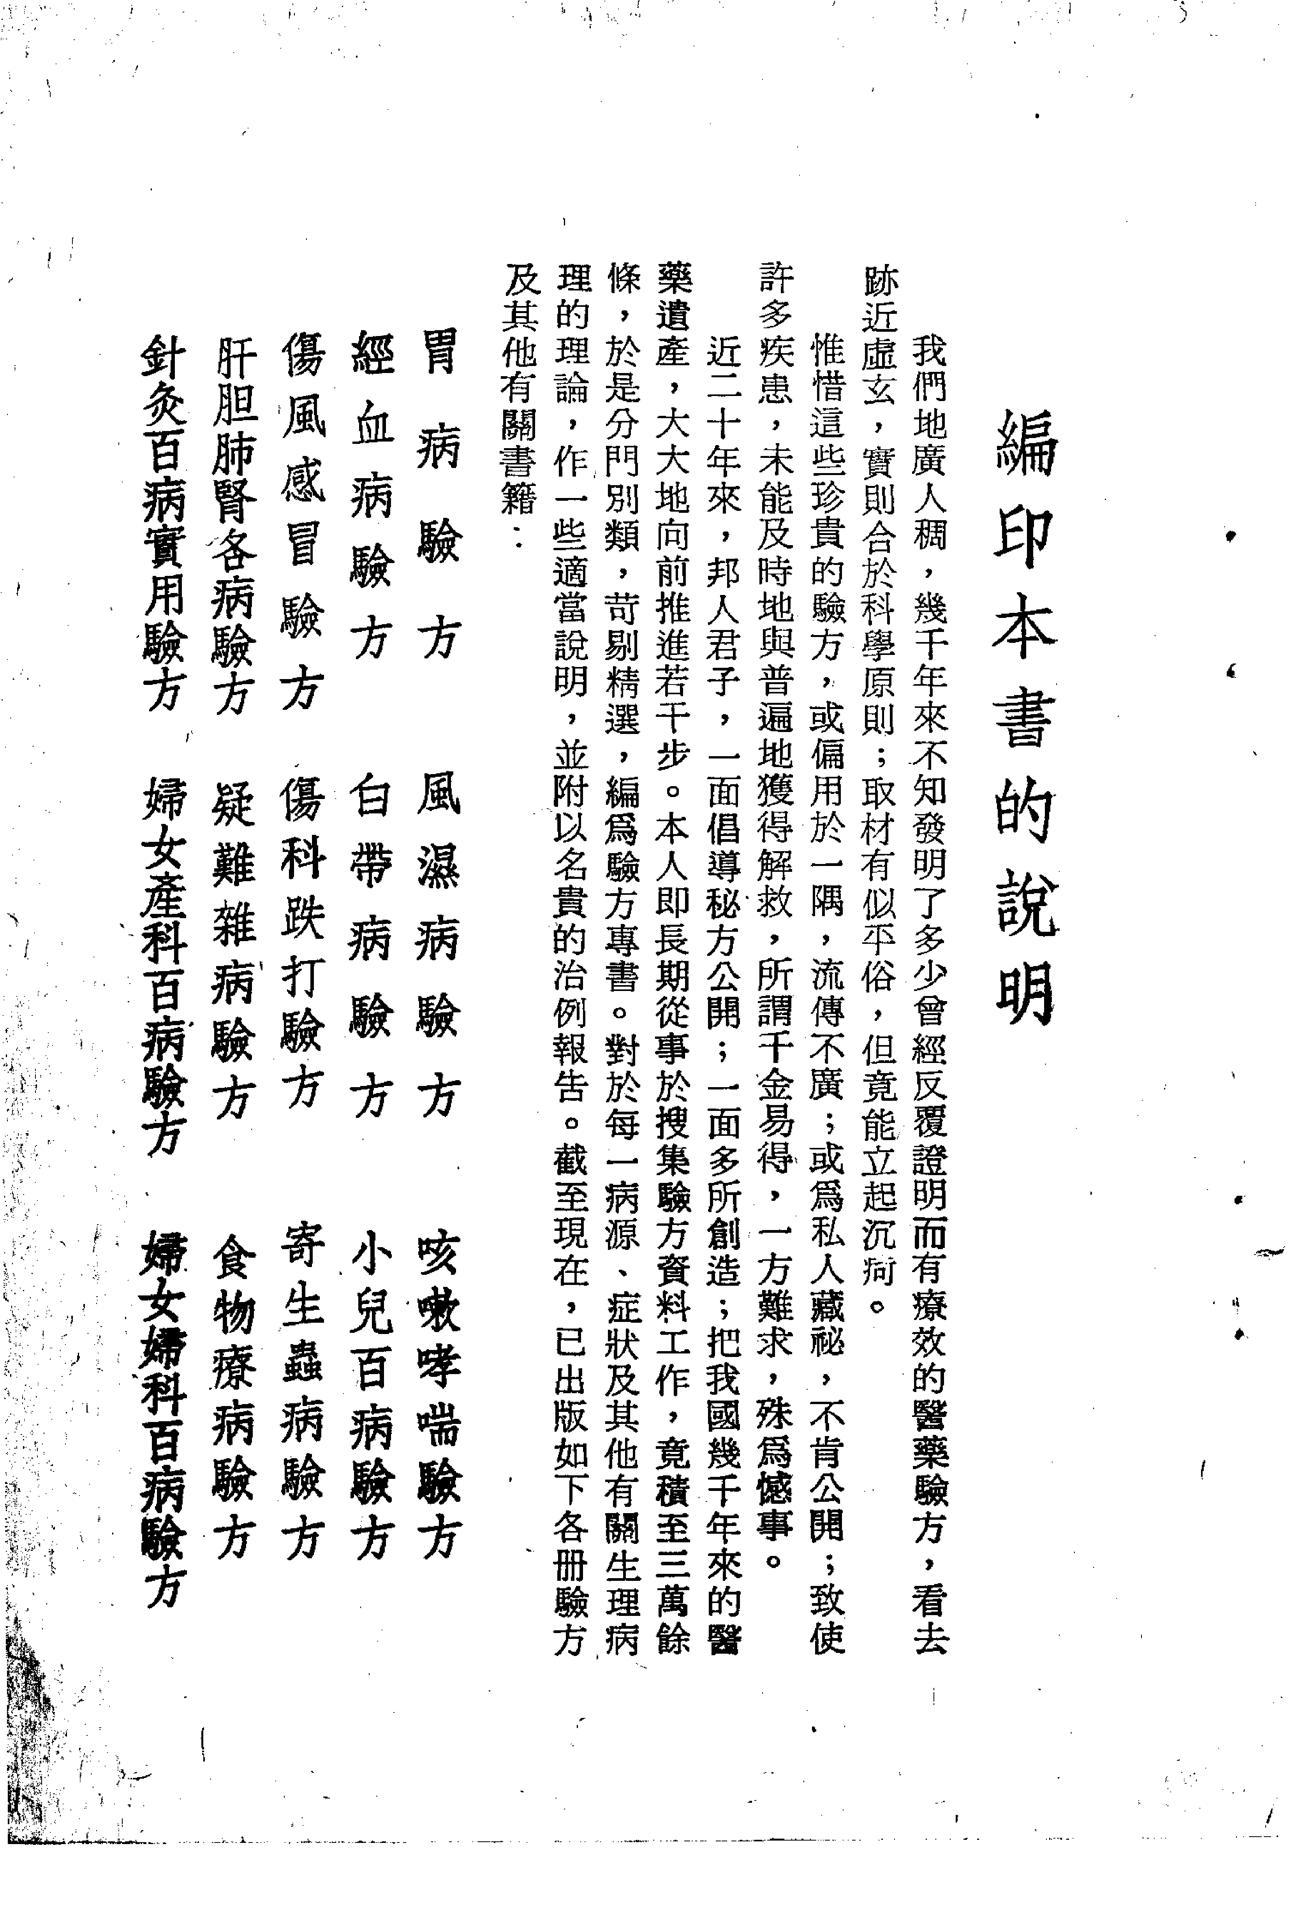 編印本書的說明
我們地廣人稠，幾千年來不知發明了多少曾經反覆證明而有療效的醫藥驗方，看去
跡近虛玄，實則合於科學原則；取材有似平俗，但竟能立起沉疴。
惟惜這些珍貴的驗方，或偏用於一隅，流傳不廣；或爲私人藏祕，不肯公開；致使
許多疾患，未能及時地與普遍地獲得解救，所謂千金易得，一方難求，殊爲憾事。
近二十年來，邦人君子，一面倡導秘方公開；一面多所創造；把我國幾千年來的醫
藥遺產，大大地向前推進若干步。本人即長期從事於搜集驗方資料工作，竟積至三萬餘
條，於是分門別類，苛剔精選，編爲驗方專書。對於每一病源、症狀及其他有關生理病
理的理論，作一些適當說明，並附以名貴的治例報告。截至現在，已出版如下各册驗方
及其他有關書籍：
胃病驗方　風濕病驗方　咳嗽哮喘驗方
經血病驗方　白帶病驗方　小兒百病驗方
傷風感冒驗方　傷科跌打驗方　寄生蟲病驗方
肝胆肺腎各病驗方　疑難雜病驗方　食物療病驗方
針灸百病實用驗方　婦女產科百病驗方　婦女婦科百病驗方